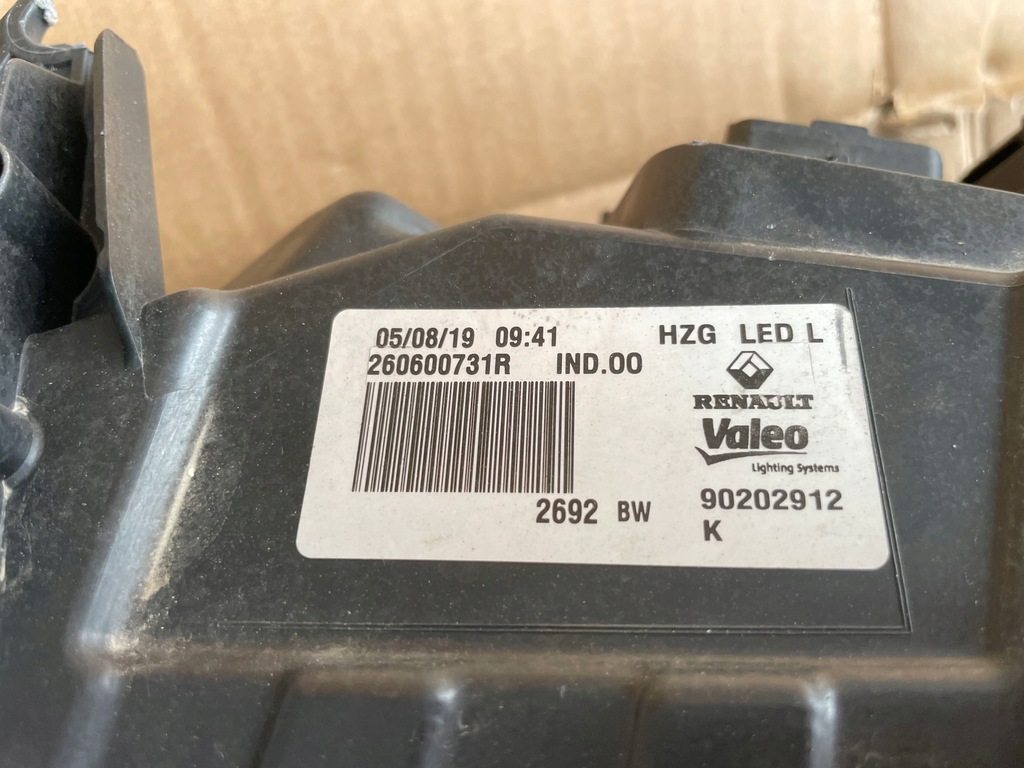 05/08/19 09:41 HZG LED L
260600731R IND.00
RENAULT
Valeo
Lighting Systems
2692 BW 90202912
K